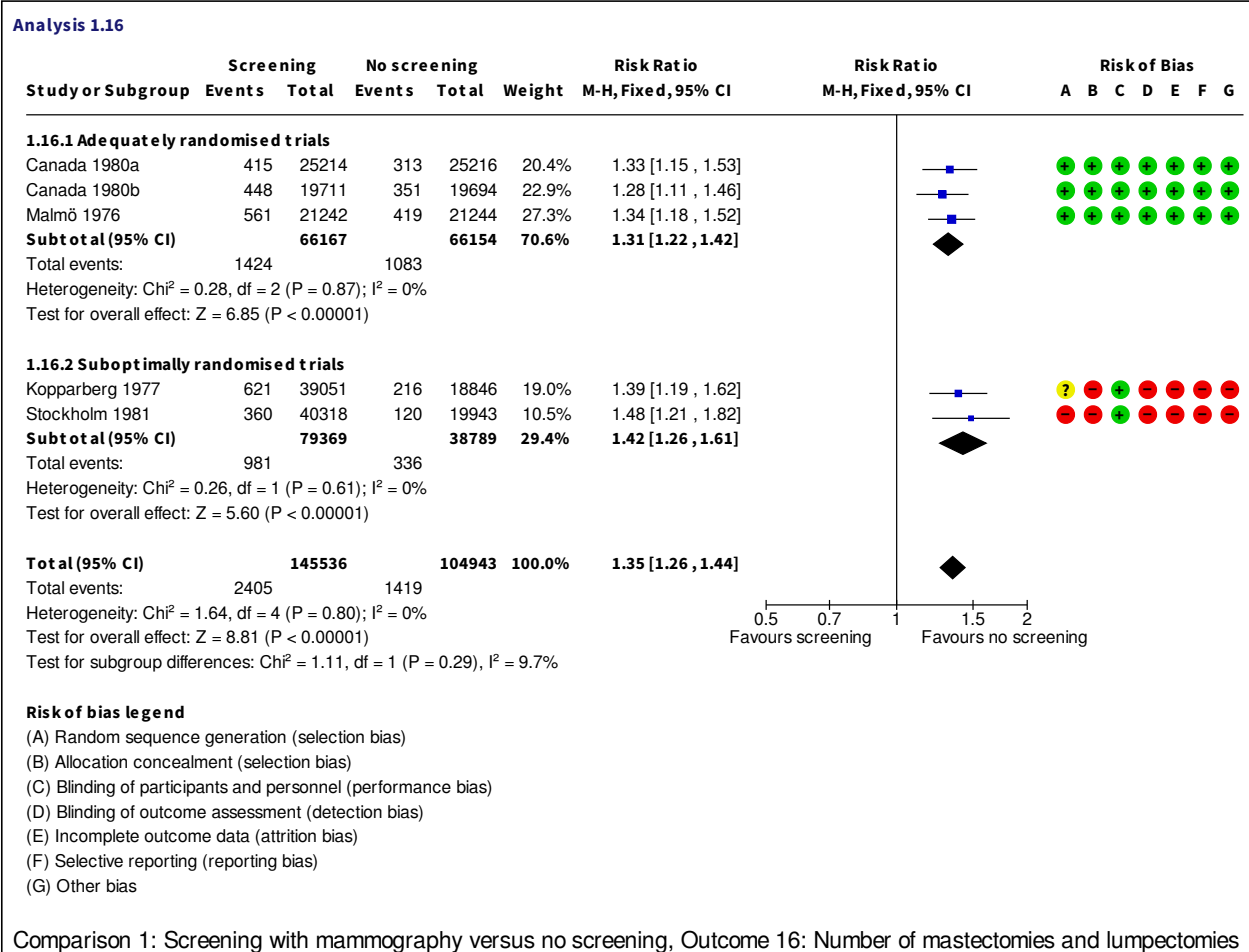 Analysis 1.16
Screening No screening Risk Ratio Risk Ratio Risk of Bias
Study or Subgroup Events Total Events Total Weight M-H, Fixed, 95% CI M-H, Fixed, 95% CI A B C D E F G
1.16.1 Adequately randomised trials
Canada 1980a 415 25214 313 25216 20.4% 1.33 [1.15 , 1.53] + + + + + + +
Canada 1980b 448 19711 351 19694 22.9% 1.28 [1.11 , 1.46] + + + + + + +
Malmö 1976 561 21242 419 21244 27.3% 1.34 [1.18 , 1.52] + + + + + + +
Subtotal (95% CI) 66167 66154 70.6% 1.31 [1.22 , 1.42]
Total events: 1424 1083
Heterogeneity: Chi² = 0.28, df = 2 (P = 0.87); I² = 0%
Test for overall effect: Z = 6.85 (P < 0.00001)
1.16.2 Suboptimally randomised trials
Kopparberg 1977 621 39051 216 18846 19.0% 1.39 [1.19 , 1.62] ? − + − − − −
Stockholm 1981 360 40318 120 19943 10.5% 1.48 [1.21 , 1.82] − − + − − − −
Subtotal (95% CI) 79369 38789 29.4% 1.42 [1.26 , 1.61]
Total events: 981 336
Heterogeneity: Chi² = 0.26, df = 1 (P = 0.61); I² = 0%
Test for overall effect: Z = 5.60 (P < 0.00001)
Total (95% CI) 145536 104943 100.0% 1.35 [1.26 , 1.44]
Total events: 2405 1419
Heterogeneity: Chi² = 1.64, df = 4 (P = 0.80); I² = 0%
Test for overall effect: Z = 8.81 (P < 0.00001)
Test for subgroup differences: Chi² = 1.11, df = 1 (P = 0.29), I² = 9.7%
0.5 0.7 1 1.5 2
Favours screening Favours no screening
Risk of bias legend
(A) Random sequence generation (selection bias)
(B) Allocation concealment (selection bias)
(C) Blinding of participants and personnel (performance bias)
(D) Blinding of outcome assessment (detection bias)
(E) Incomplete outcome data (attrition bias)
(F) Selective reporting (reporting bias)
(G) Other bias
Comparison 1: Screening with mammography versus no screening, Outcome 16: Number of mastectomies and lumpectomies